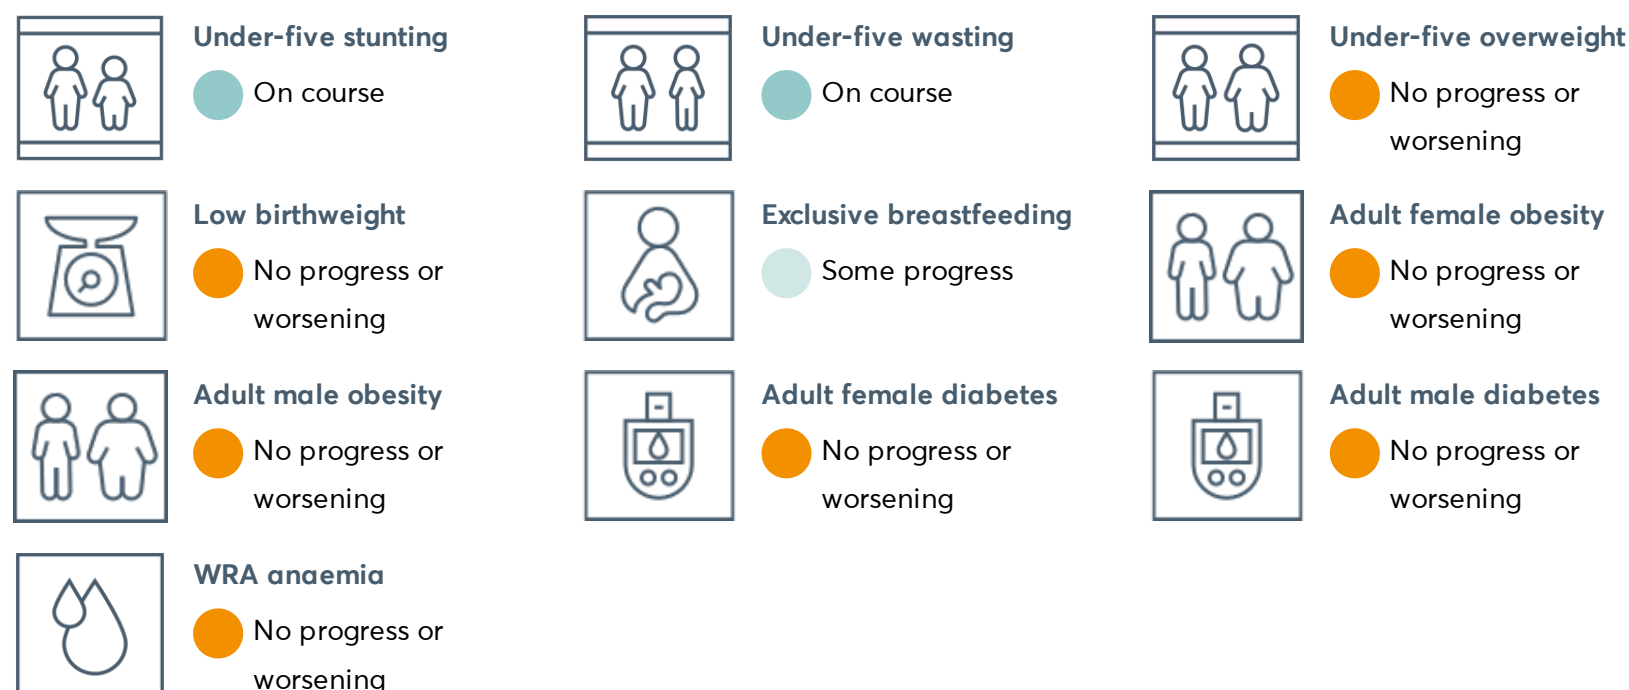 Under-five stunting
On course
Under-five wasting
On course
Under-five overweight
No progress or
worsening
Low birthweight
No progress or
worsening
Exclusive breastfeeding
Some progress
Adult female obesity
No progress or
worsening
Adult male obesity
No progress or
worsening
Adult female diabetes
No progress or
worsening
Adult male diabetes
No progress or
worsening
WRA anaemia
No progress or
worsening